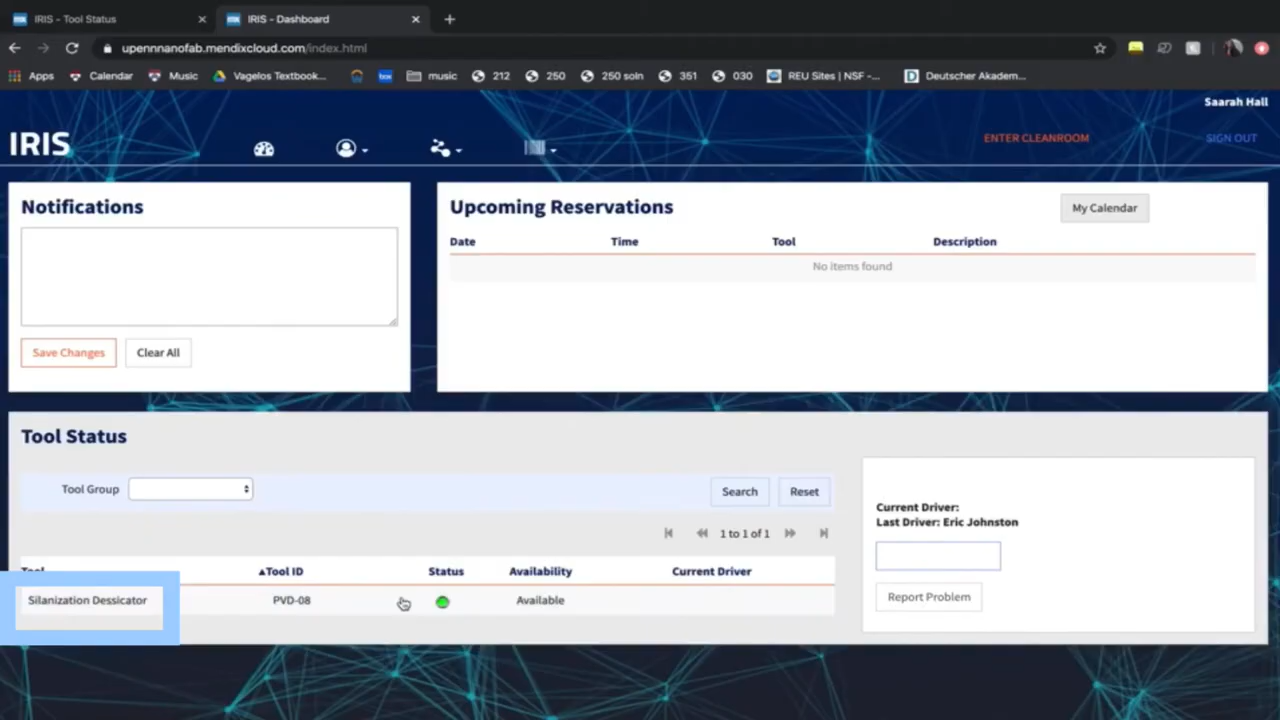 IRIS - Tool Status
IRIS - Dashboard
upennnanofab.mendixcloud.com/index.html
Apps Calendar Music Vagelos Textbook... box music 212 250 250 soln 351 030 REU Sites | NSF -... Deutscher Akadem...
Saarah Hall
IRIS
ENTER CLEANROOM
SIGN OUT
Notifications
Save Changes
Clear All
Upcoming Reservations
My Calendar
Date Time Tool Description
No items found
Tool Status
Tool Group
Search
Reset
1 to 1 of 1
Tool ▲Tool ID Status Availability Current Driver
Silanization Dessicator PVD-08 Available
Current Driver:
Last Driver: Eric Johnston
Report Problem